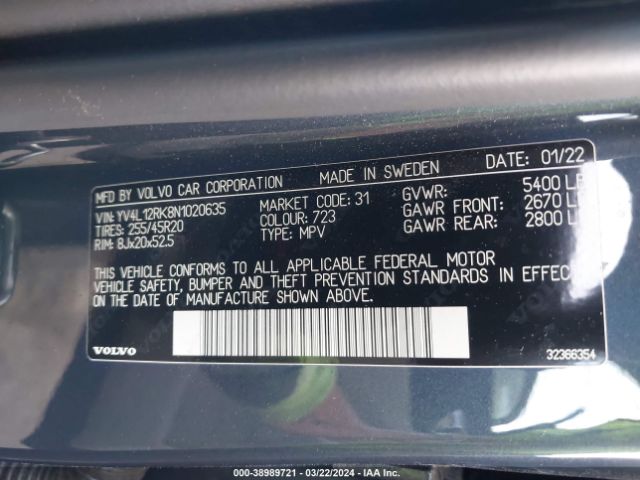 MFD BY VOLVO CAR CORPORATION MADE IN SWEDEN DATE: 01/22
VIN: YV4L12RK8N1020635 MARKET CODE: 31 GVWR: 5400 LB
TIRES: 255/45R20 COLOUR: 723 GAWR FRONT: 2670 LB
RIM: 8Jx20x52.5 TYPE: MPV GAWR REAR: 2800 LB
THIS VEHICLE CONFORMS TO ALL APPLICABLE FEDERAL MOTOR
VEHICLE SAFETY, BUMPER AND THEFT PREVENTION STANDARDS IN EFFECT
ON THE DATE OF MANUFACTURE SHOWN ABOVE.
VOLVO 32366354
000-38989721 - 03/22/2024 - IAA Inc.